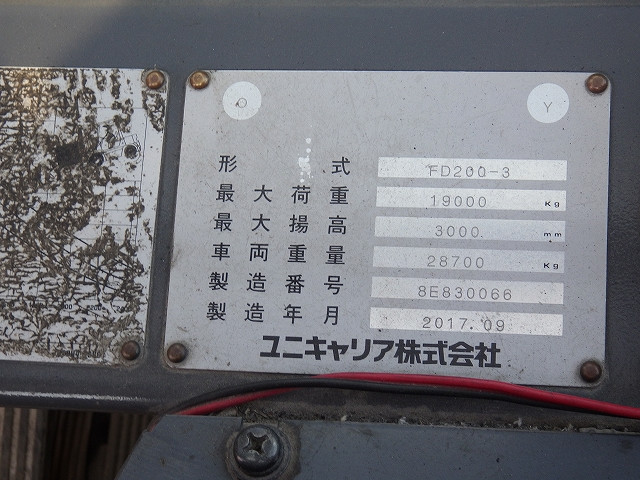 O Y
形式 FD200-3
最大荷重 19000 Kg
最大揚高 3000 mm
車両重量 28700 Kg
製造番号 8E830066
製造年月 2017.09
ユニキャリア株式会社